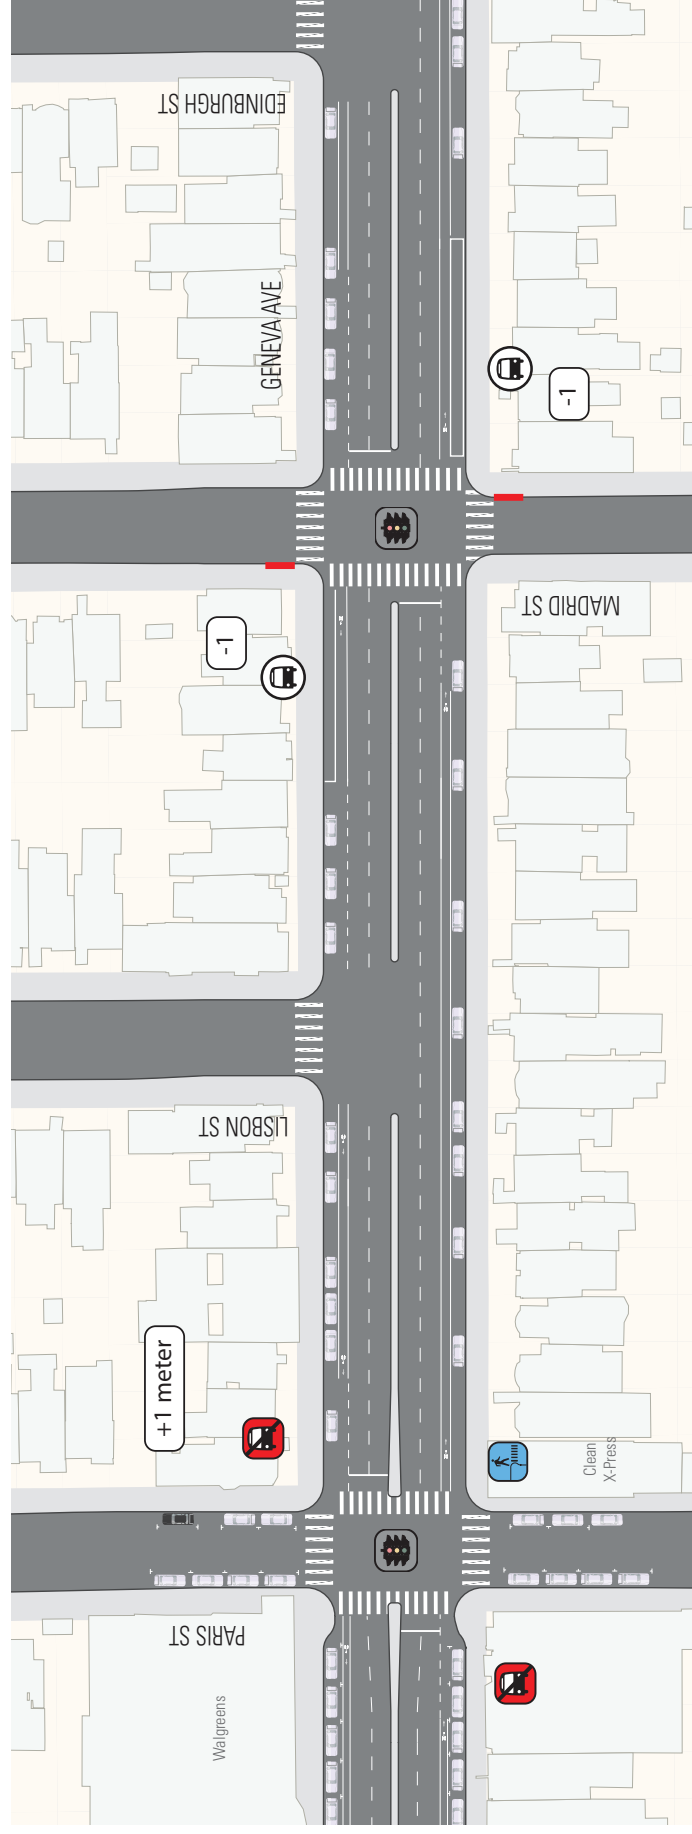 EDINBURGH ST
GENEVA AVE
-1
MADRID ST
-1
LISBON ST
+1 meter
Clean
X-Press
PARIS ST
Walgreens